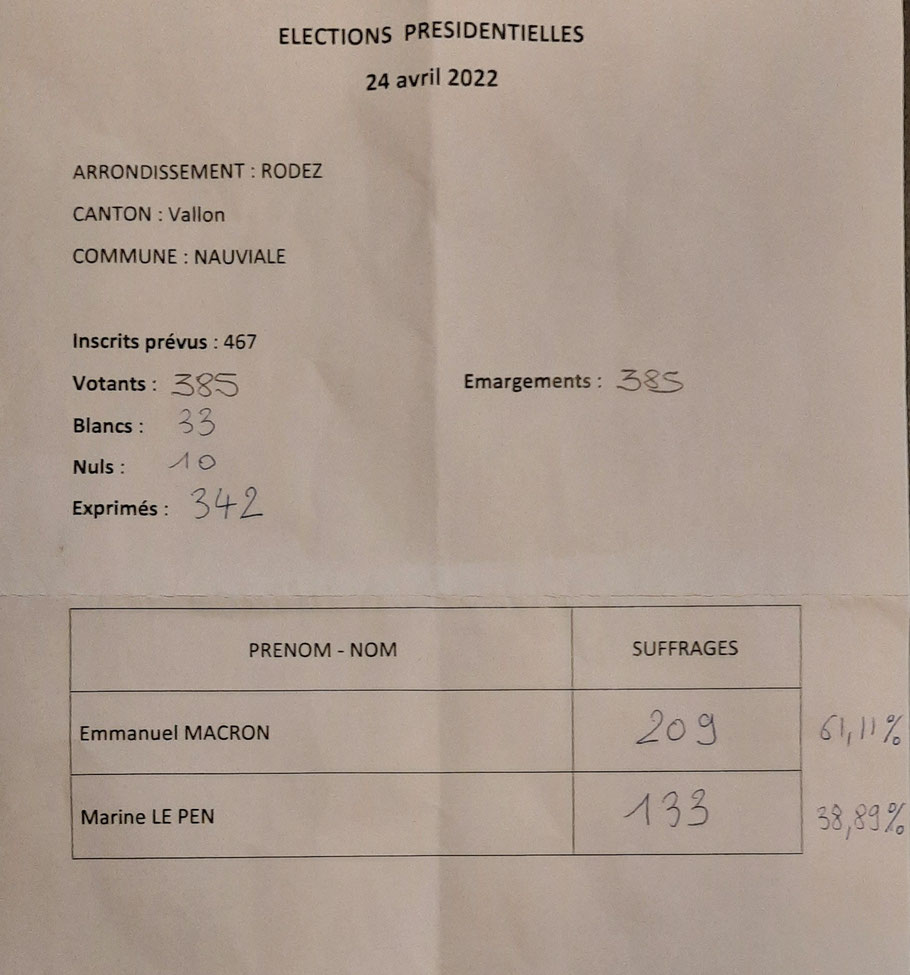 ELECTIONS PRESIDENTIELLES
24 avril 2022
ARRONDISSEMENT : RODEZ
CANTON : Vallon
COMMUNE : NAUVIALE
Inscrits prévus : 467
Votants : 385 Emargements : 385
Blancs : 33
Nuls : 10
Exprimés : 342
PRENOM - NOM SUFFRAGES
Emmanuel MACRON 209 61,11%
Marine LE PEN 133 38,89%